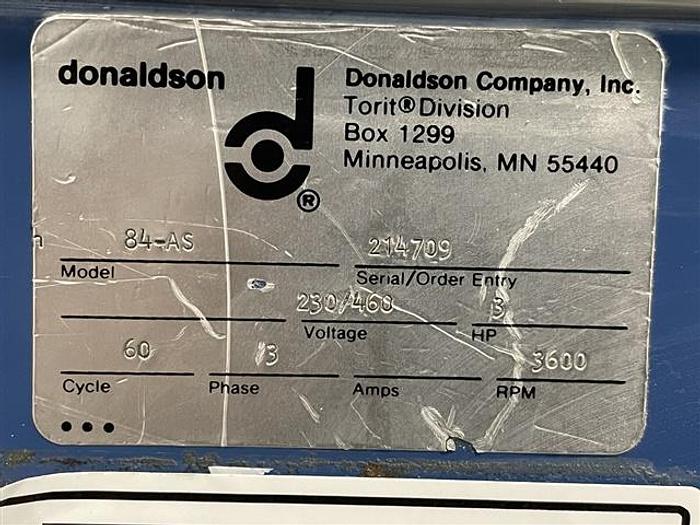 donaldson
Donaldson Company, Inc.
Torit® Division
Box 1299
Minneapolis, MN 55440
®
84-AS 214709
Model Serial/Order Entry
230/460 3
Voltage HP
60 3 3600
Cycle Phase Amps RPM